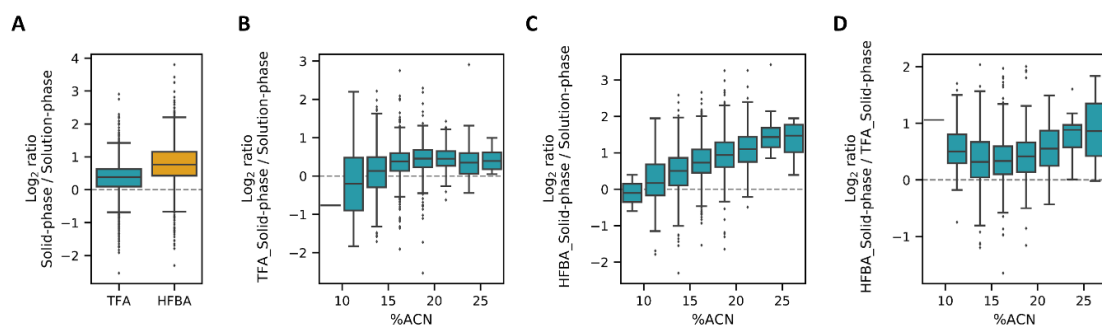 A
Log₂ ratio
Solid-phase / Solution-phase
4
3
2
1
0
−1
−2
TFA
HFBA
B
Log₂ ratio
TFA_Solid-phase / Solution-phase
3
2
1
0
−1
−2
10
15
20
25
%ACN
C
Log₂ ratio
HFBA_Solid-phase / Solution-phase
3
2
1
0
−1
−2
10
15
20
25
%ACN
D
Log₂ ratio
HFBA_Solid-phase / TFA_Solid-phase
2
1
0
−1
10
15
20
25
%ACN